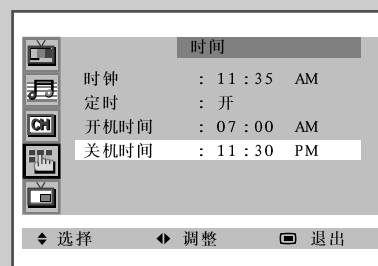 时间
时钟 : 11:35 AM
定时 : 开
开机时间 : 07:00 AM
CH
关机时间 : 11:30 PM
选择 调整 退出